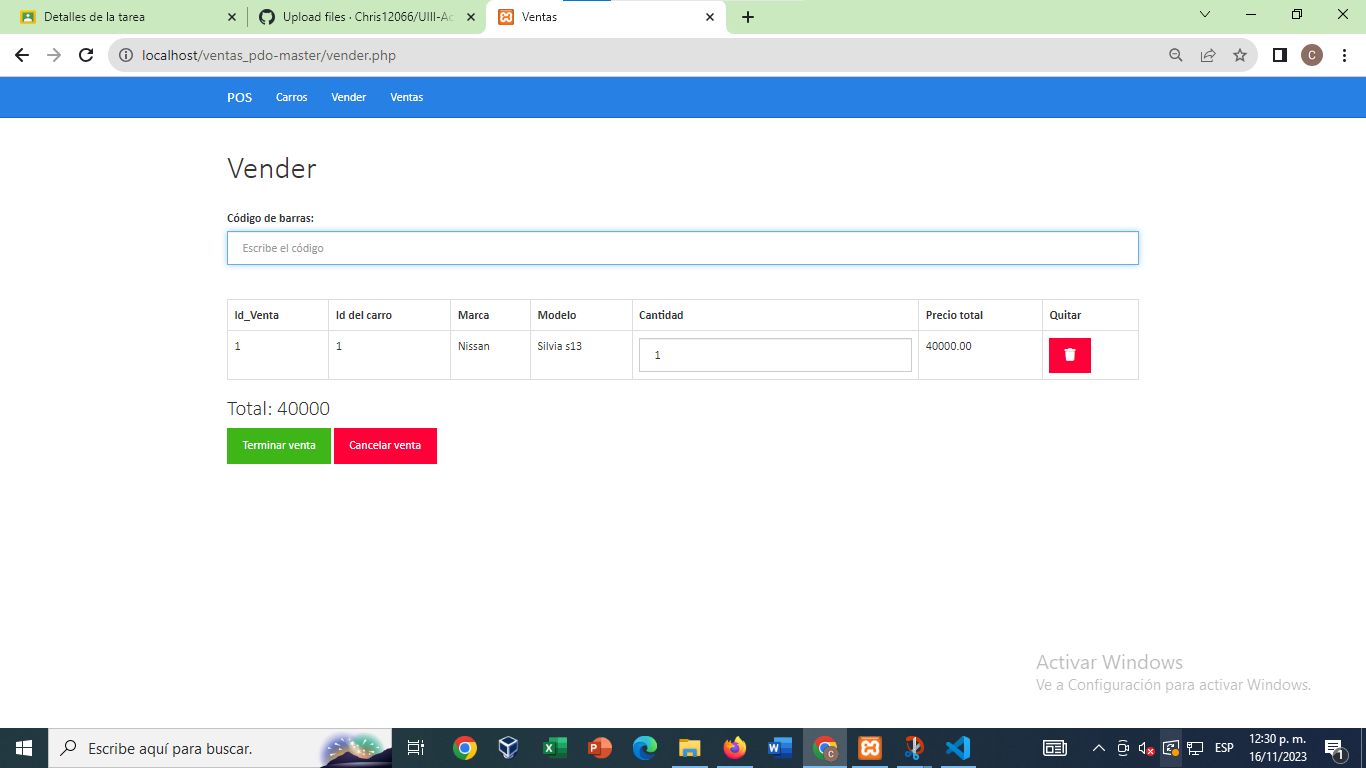 Detalles de la tarea
Upload files · Chris12066/UIII-Ac
Ventas
localhost/ventas_pdo-master/vender.php
C
POS Carros Vender Ventas
Vender
Código de barras:
Escribe el código
Id_Venta Id del carro Marca Modelo Cantidad Precio total Quitar
1 1 Nissan Silvia s13 1 40000.00
Total: 40000
Terminar venta Cancelar venta
Activar Windows
Ve a Configuración para activar Windows.
Escribe aquí para buscar.
ESP
12:30 p. m.
16/11/2023
1